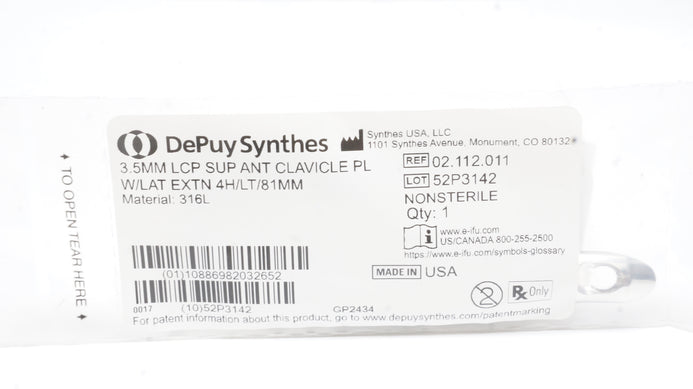 DePuy Synthes
Synthes USA, LLC
1101 Synthes Avenue, Monument, CO 80132
3.5MM LCP SUP ANT CLAVICLE PL
W/LAT EXTN 4H/LT/81MM
Material: 316L
REF 02.112.011
LOT 52P3142
NONSTERILE
Qty: 1
www.e-ifu.com
US/CANADA 800-255-2500
https://www.e-ifu.com/symbols-glossary
MADE IN USA
(01)10886982032652
(10)52P3142
0017
GP2434
2
Rx Only
For patent information about this product, go to www.depuysynthes.com/patentmarking
TO OPEN TEAR HERE